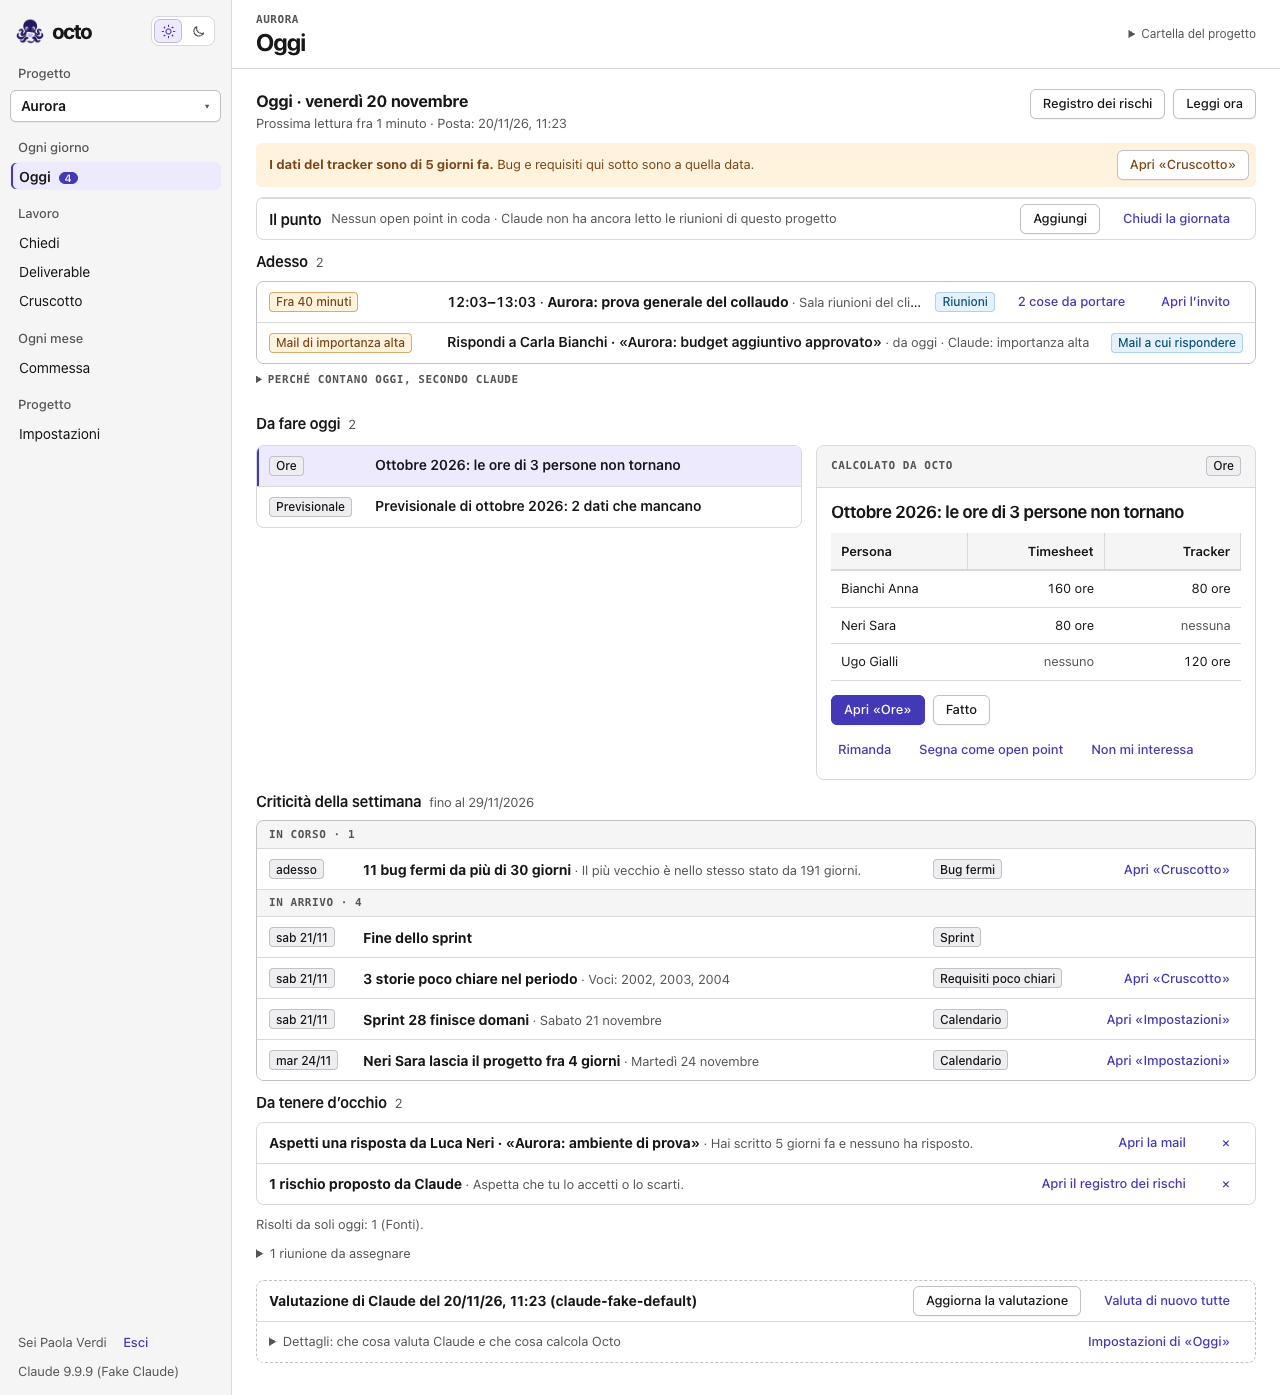 octo
Progetto
Aurora
Ogni giorno
Oggi 4
Lavoro
Chiedi
Deliverable
Cruscotto
Ogni mese
Commessa
Progetto
Impostazioni
Sei Paola Verdi Esci
Claude 9.9.9 (Fake Claude)
AURORA
Oggi
Cartella del progetto
Oggi · venerdì 20 novembre
Prossima lettura fra 1 minuto · Posta: 20/11/26, 11:23
Registro dei rischi Leggi ora
I dati del tracker sono di 5 giorni fa. Bug e requisiti qui sotto sono a quella data. Apri «Cruscotto»
Il punto Nessun open point in coda · Claude non ha ancora letto le riunioni di questo progetto Aggiungi Chiudi la giornata
Adesso 2
Fra 40 minuti 12:03–13:03 · Aurora: prova generale del collaudo · Sala riunioni del cli… Riunioni 2 cose da portare Apri l’invito
Mail di importanza alta Rispondi a Carla Bianchi · «Aurora: budget aggiuntivo approvato» · da oggi · Claude: importanza alta Mail a cui rispondere
PERCHÉ CONTANO OGGI, SECONDO CLAUDE
Da fare oggi 2
Ore Ottobre 2026: le ore di 3 persone non tornano
Previsionale Previsionale di ottobre 2026: 2 dati che mancano
CALCOLATO DA OCTO Ore
Ottobre 2026: le ore di 3 persone non tornano
Persona Timesheet Tracker
Bianchi Anna 160 ore 80 ore
Neri Sara 80 ore nessuna
Ugo Gialli nessuno 120 ore
Apri «Ore» Fatto
Rimanda Segna come open point Non mi interessa
Criticità della settimana fino al 29/11/2026
IN CORSO · 1
adesso 11 bug fermi da più di 30 giorni · Il più vecchio è nello stesso stato da 191 giorni. Bug fermi Apri «Cruscotto»
IN ARRIVO · 4
sab 21/11 Fine dello sprint Sprint
sab 21/11 3 storie poco chiare nel periodo · Voci: 2002, 2003, 2004 Requisiti poco chiari Apri «Cruscotto»
sab 21/11 Sprint 28 finisce domani · Sabato 21 novembre Calendario Apri «Impostazioni»
mar 24/11 Neri Sara lascia il progetto fra 4 giorni · Martedì 24 novembre Calendario Apri «Impostazioni»
Da tenere d’occhio 2
Aspetti una risposta da Luca Neri · «Aurora: ambiente di prova» · Hai scritto 5 giorni fa e nessuno ha risposto. Apri la mail ×
1 rischio proposto da Claude · Aspetta che tu lo accetti o lo scarti. Apri il registro dei rischi ×
Risolti da soli oggi: 1 (Fonti).
1 riunione da assegnare
Valutazione di Claude del 20/11/26, 11:23 (claude-fake-default) Aggiorna la valutazione Valuta di nuovo tutte
Dettagli: che cosa valuta Claude e che cosa calcola Octo Impostazioni di «Oggi»